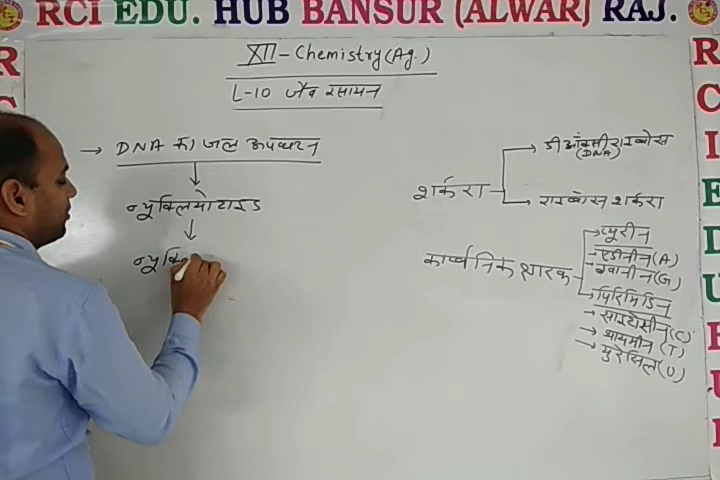 RCI EDU. HUB BANSUR (ALWAR) RAJ.
XII - Chemistry (Ag.)
L-10 जैव रसायन
→ DNA का जल अपघटन
न्यूक्लियोटाइड
न्यूक्लि
शर्करा
डीऑक्सीराइबोस
(DNA)
राइबोस शर्करा
कार्बनिक क्षारक
प्यूरीन
→ एडीनीन (A)
→ ग्वानीन (G)
पिरिमिडिन
→ साइटोसीन (C)
→ थायमीन (T)
→ युरेसिल (U)
R
C
I
E
D
U
R
C